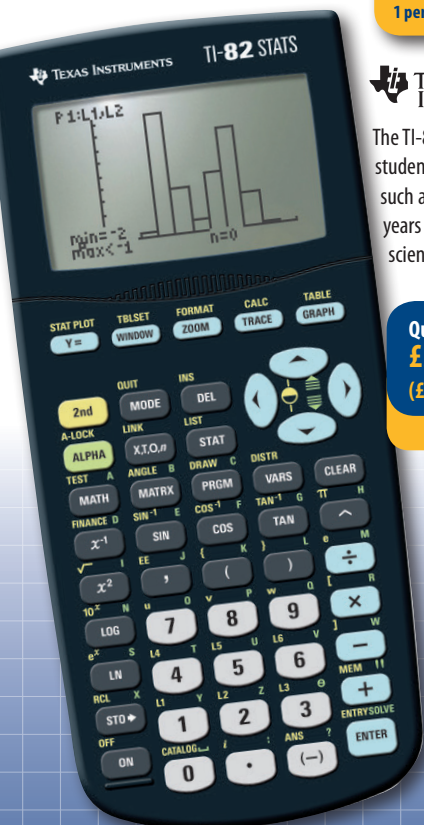 1 per
TEXAS INSTRUMENTS TI-82 STATS
P1:L1,L2
min=-2
max<-1 n=0
The TI-8
studen
such a
years
scien
Qu
£
(£
STAT PLOT TBLSET FORMAT CALC TABLE
Y= WINDOW ZOOM TRACE GRAPH
QUIT INS
2nd MODE DEL
A-LOCK LINK LIST
ALPHA X,T,O,n STAT
TEST A ANGLE B DRAW C DISTR
MATH MATRX PRGM VARS CLEAR
FINANCE D SIN-1 E COS-1 F TAN-1 G π H
x-1 SIN COS TAN ^
√ I EE J { K } L e M
x2 , ( ) ÷
10x N u O v P w Q [ R
LOG 7 8 9 ×
ex S L4 T L5 U L6 V ] W
LN 4 5 6 −
RCL X L1 Y L2 Z L3 θ MEM "
STO➧ 1 2 3 +
OFF CATALOG i : ANS ? ENTRY SOLVE
ON 0 . (−) ENTER